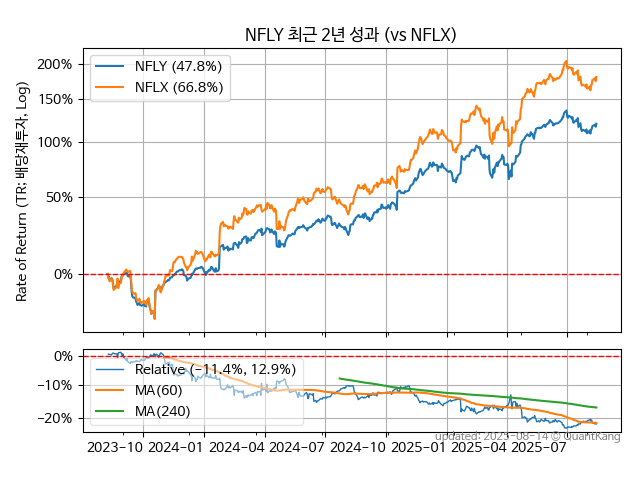 NFLY 최근 2년 성과 (vs NFLX)
Rate of Return (TR: 배당재투자, Log)
200%
150%
100%
50%
0%
NFLY (47.8%)
NFLX (66.8%)
0%
−10%
−20%
Relative (−11.4%, 12.9%)
MA(60)
MA(240)
updated: 2025-08-14 © QuantKang
2023-10 2024-01 2024-04 2024-07 2024-10 2025-01 2025-04 2025-07